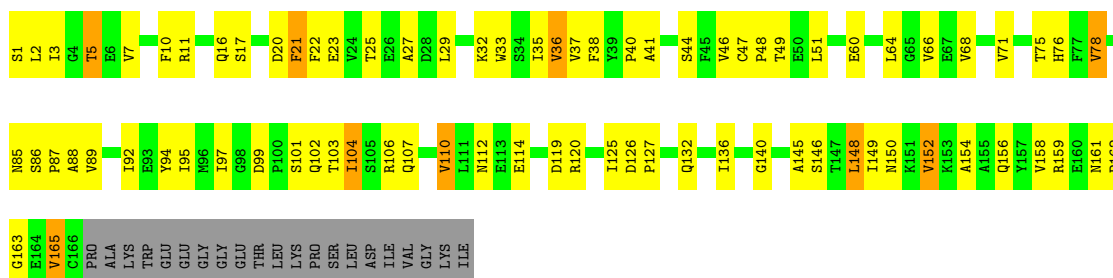 S1 L2 I3 G4 T5 E6 V7 F10 R11 Q16 S17 D20 F21 F22 E23 V24 T25 E26 A27 D28 L29 K32 W33 S34 I35 V36 V37 F38 Y39 P40 A41 S44 F45 V46 C47 P48 T49 E50 L51 E60 L64 G65 V66 E67 V68 V71 T75 H76 F77 V78
N85 S86 P87 A88 V89 I92 E93 Y94 I95 M96 I97 G98 D99 P100 S101 Q102 T103 I104 S105 R106 Q107 V110 L111 N112 E113 E114 D119 R120 I125 D126 P127 Q132 I136 G140 A145 S146 T147 L148 I149 N150 K151 V152 K153 A154 A155 Q156 Y157 V158 R159 E160 N161
G163 E164 V165 C166 PRO ALA LYS TRP GLU GLU GLY GLY GLU THR LEU LYS PRO SER LEU ASP ILE VAL GLY LYS ILE